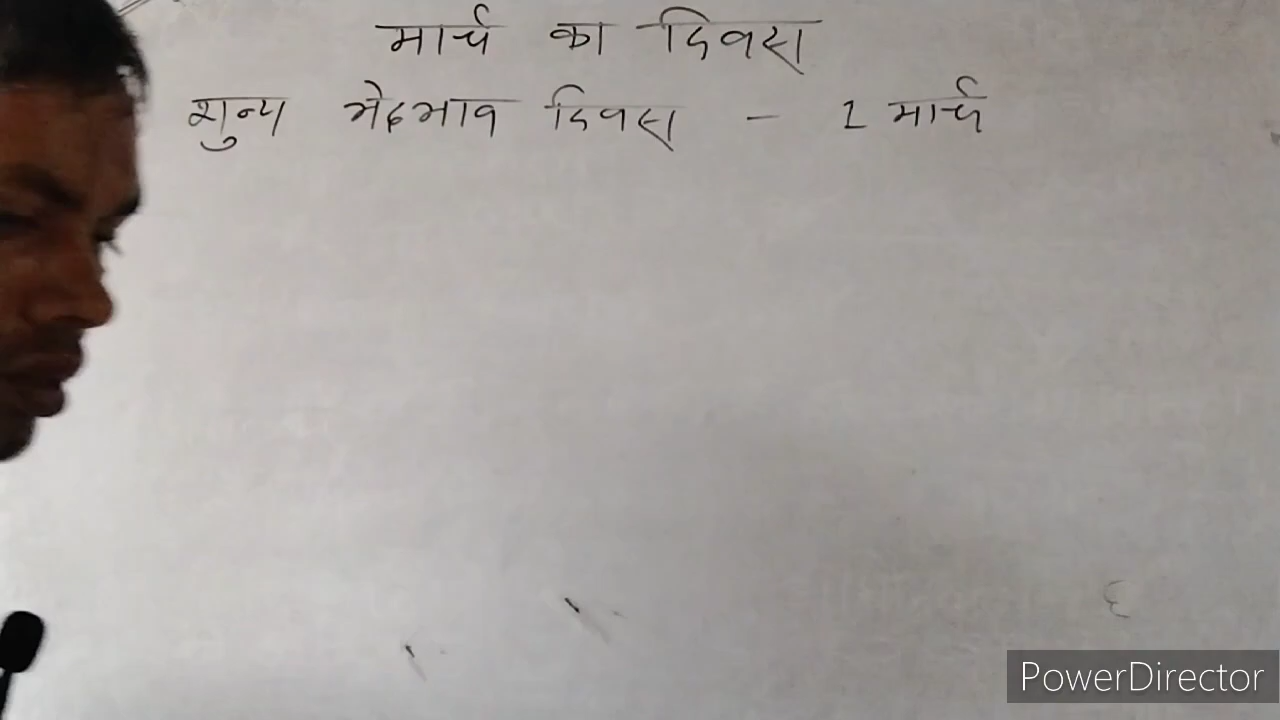 मार्च का दिवस
शुन्य भेदभाव दिवस - 1 मार्च
PowerDirector